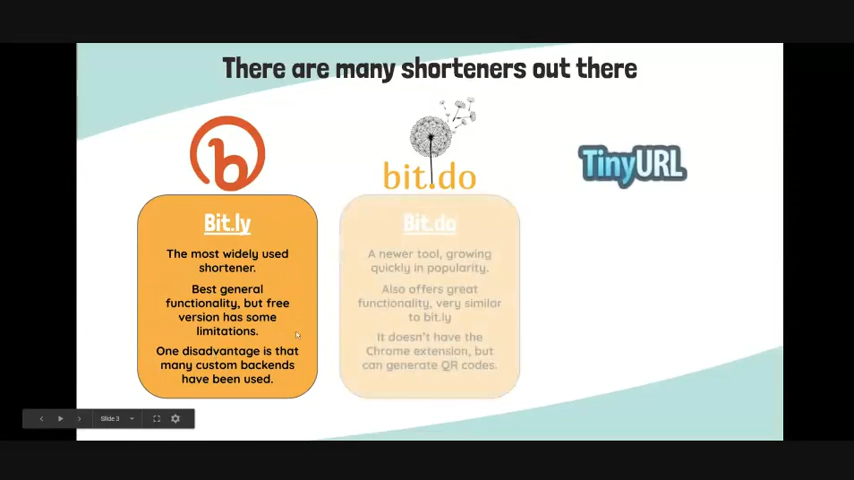 There are many shorteners out there
b
bit.do
TinyURL
Bit.ly
The most widely used
shortener.
Best general
functionality, but free
version has some
limitations.
One disadvantage is that
many custom backends
have been used.
Bit.do
A newer tool, growing
quickly in popularity.
Also offers great
functionality, very similar
to bit.ly
It doesn't have the
Chrome extension, but
can generate QR codes.
Slide 3